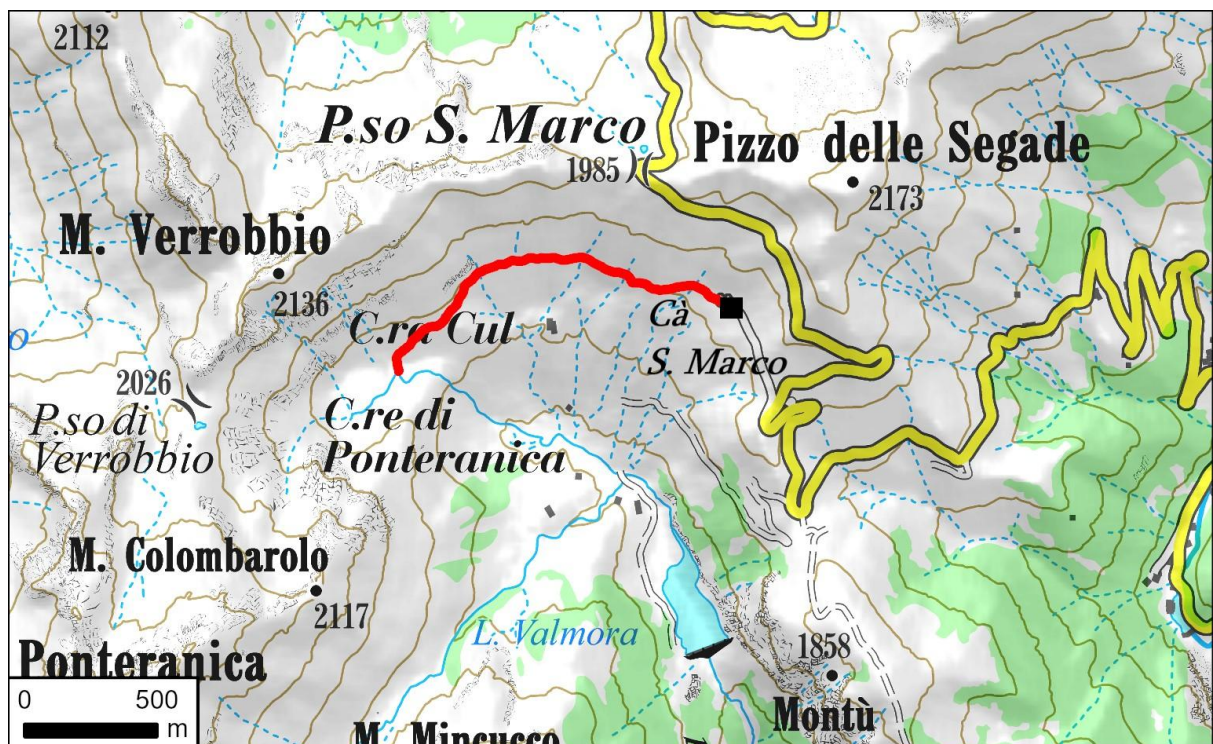 2112
P.so S. Marco
1985
Pizzo delle Segade
2173
M. Verrobbio
2136
C.ra Cul
Cà
S. Marco
2026
P.so di
Verrobbio
C.re di
Ponteranica
M. Colombarolo
2117
L. Valmora
1858
Ponteranica
Montù
M. Mincucco
0 500
m